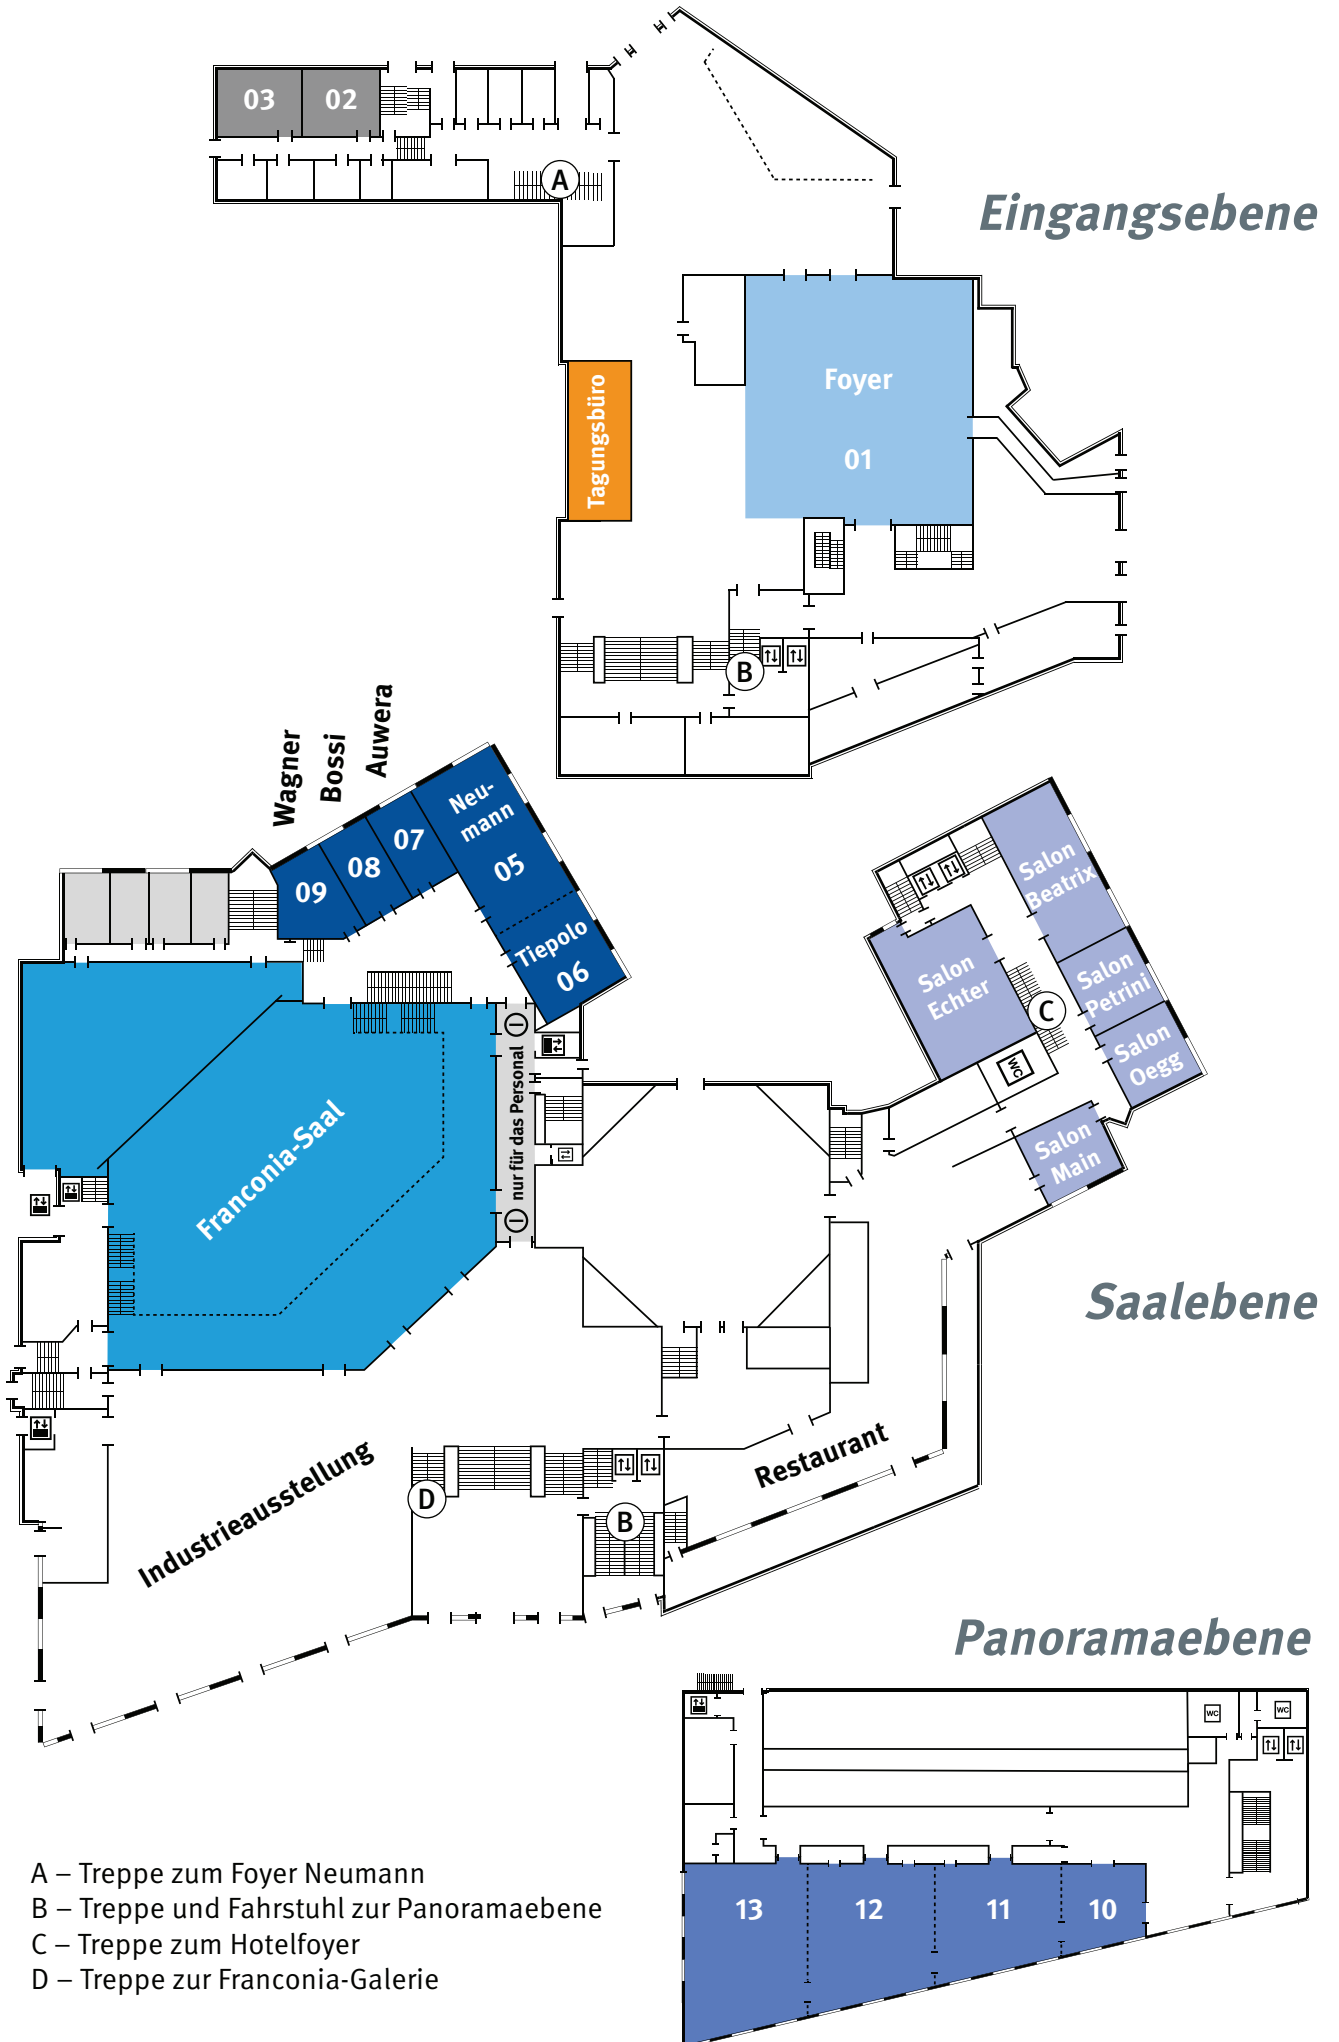 03
02
A
Eingangsebene
Foyer
01
Tagungsbüro
B
Wagner
Bossi
Auwera
Neu-
mann
05
07
08
09
Tiepolo
06
Salon
Beatrix
Salon
Echter
Salon
Petrini
C
Salon
Oegg
WC
Salon
Main
nur für das Personal
Franconia-Saal
Saalebene
Industrieausstellung
Restaurant
D
B
Panoramaebene
WC
WC
13
12
11
10
A – Treppe zum Foyer Neumann
B – Treppe und Fahrstuhl zur Panoramaebene
C – Treppe zum Hotelfoyer
D – Treppe zur Franconia-Galerie